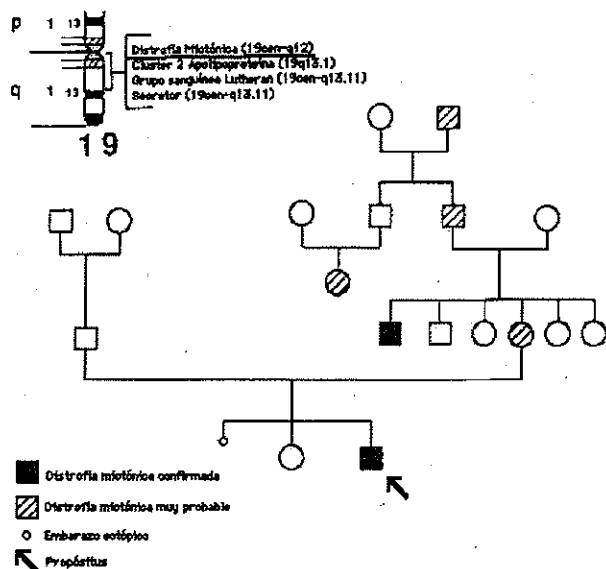 p 1 13
Distrofia Miotónica (19cen-q12)
Cluster 2 Apolipoproteína (19q13.1)
Grupo sanguíneo Lutheran (19cen-q13.11)
Secretor (19cen-q13.11)
q 1 13
19
Distrofia miotónica confirmada
Distrofia miotónica muy probable
Embarazo ectópico
Propósitus